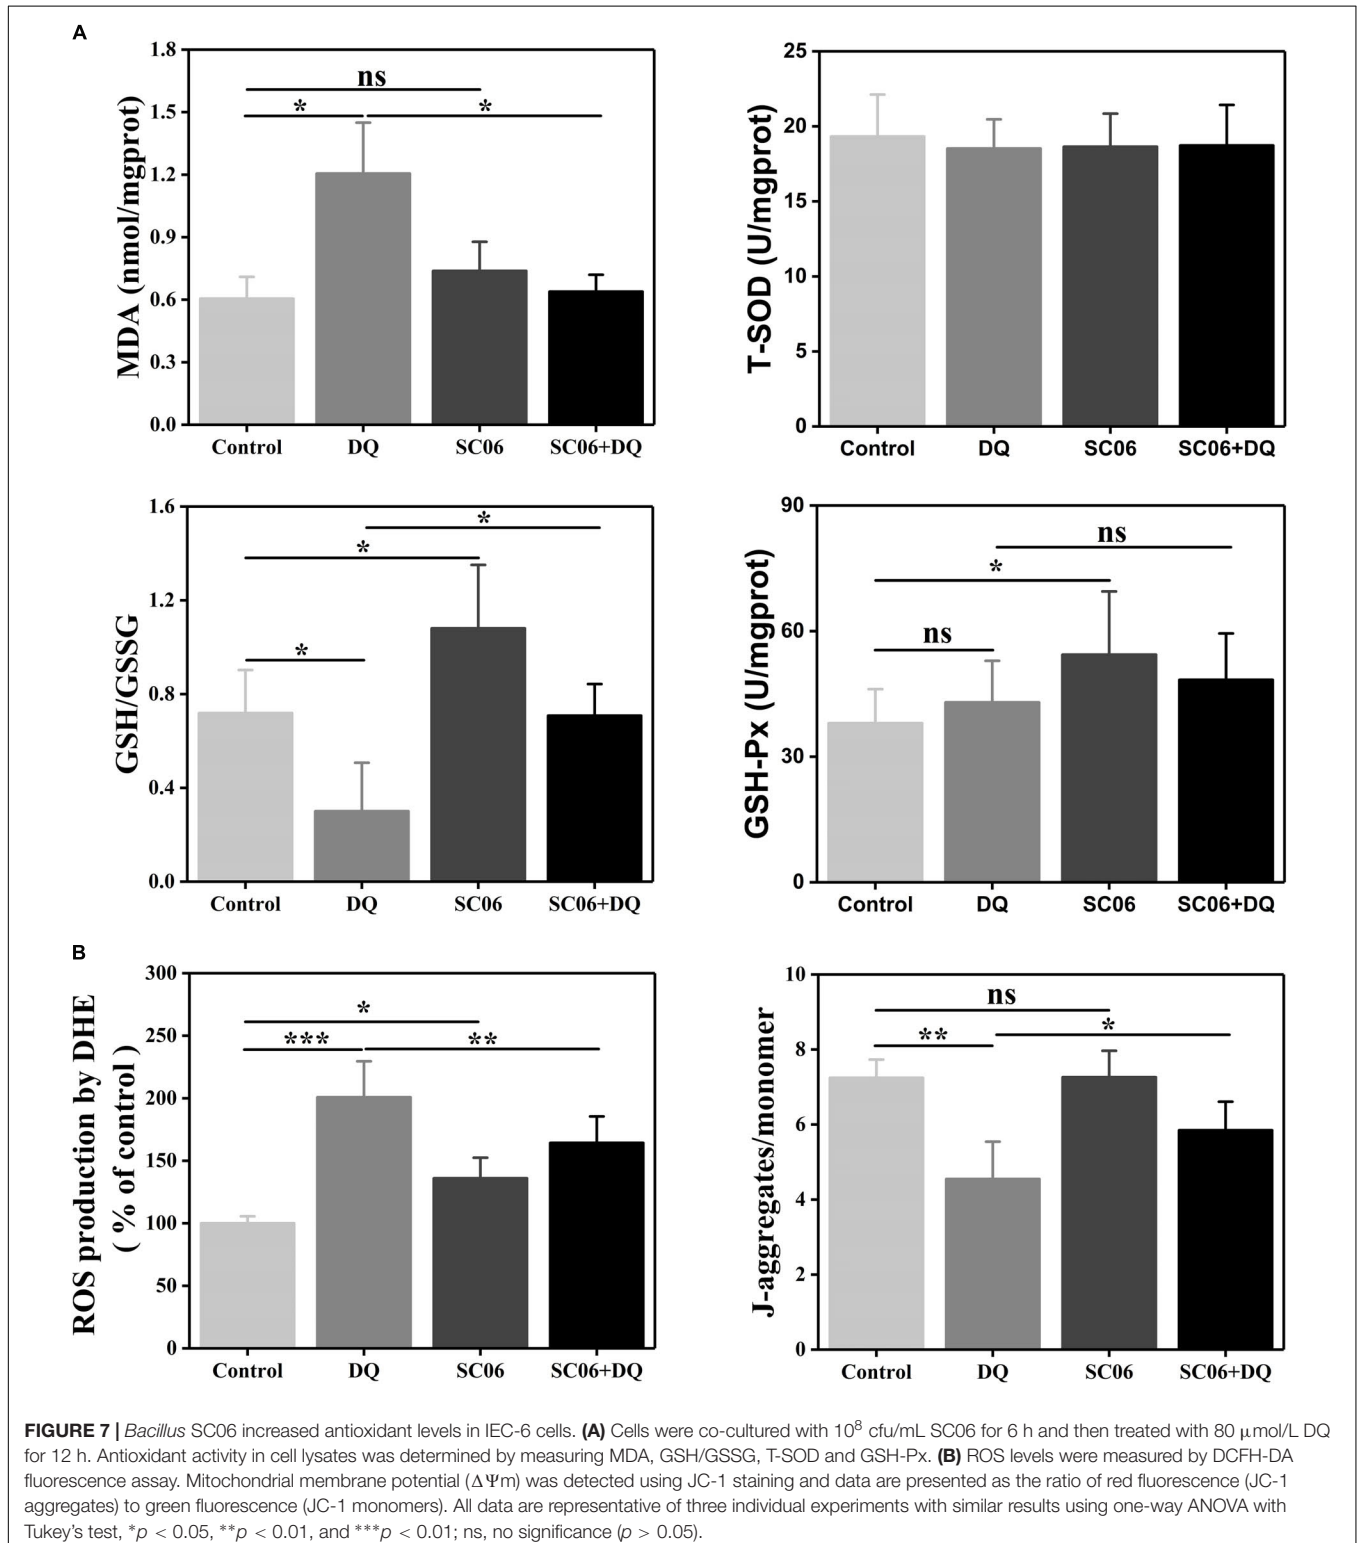 A
MDA (nmol/mgprot)
1.8
1.5
1.2
0.9
0.6
0.3
0.0
ns
*
*
Control DQ SC06 SC06+DQ
T-SOD (U/mgprot)
25
20
15
10
5
0
Control DQ SC06 SC06+DQ
GSH/GSSG
1.6
1.2
0.8
0.4
0.0
*
*
*
Control DQ SC06 SC06+DQ
GSH-Px (U/mgprot)
90
60
30
0
ns
*
ns
Control DQ SC06 SC06+DQ
B
ROS production by DHE
( % of control )
300
250
200
150
100
50
0
*
***
**
Control DQ SC06 SC06+DQ
J-aggregates/monomer
10
8
6
4
2
0
ns
**
*
Control DQ SC06 SC06+DQ
FIGURE 7 | Bacillus SC06 increased antioxidant levels in IEC-6 cells. (A) Cells were co-cultured with 10⁸ cfu/mL SC06 for 6 h and then treated with 80 μmol/L DQ
for 12 h. Antioxidant activity in cell lysates was determined by measuring MDA, GSH/GSSG, T-SOD and GSH-Px. (B) ROS levels were measured by DCFH-DA
fluorescence assay. Mitochondrial membrane potential (ΔΨm) was detected using JC-1 staining and data are presented as the ratio of red fluorescence (JC-1
aggregates) to green fluorescence (JC-1 monomers). All data are representative of three individual experiments with similar results using one-way ANOVA with
Tukey's test, *p < 0.05, **p < 0.01, and ***p < 0.01; ns, no significance (p > 0.05).